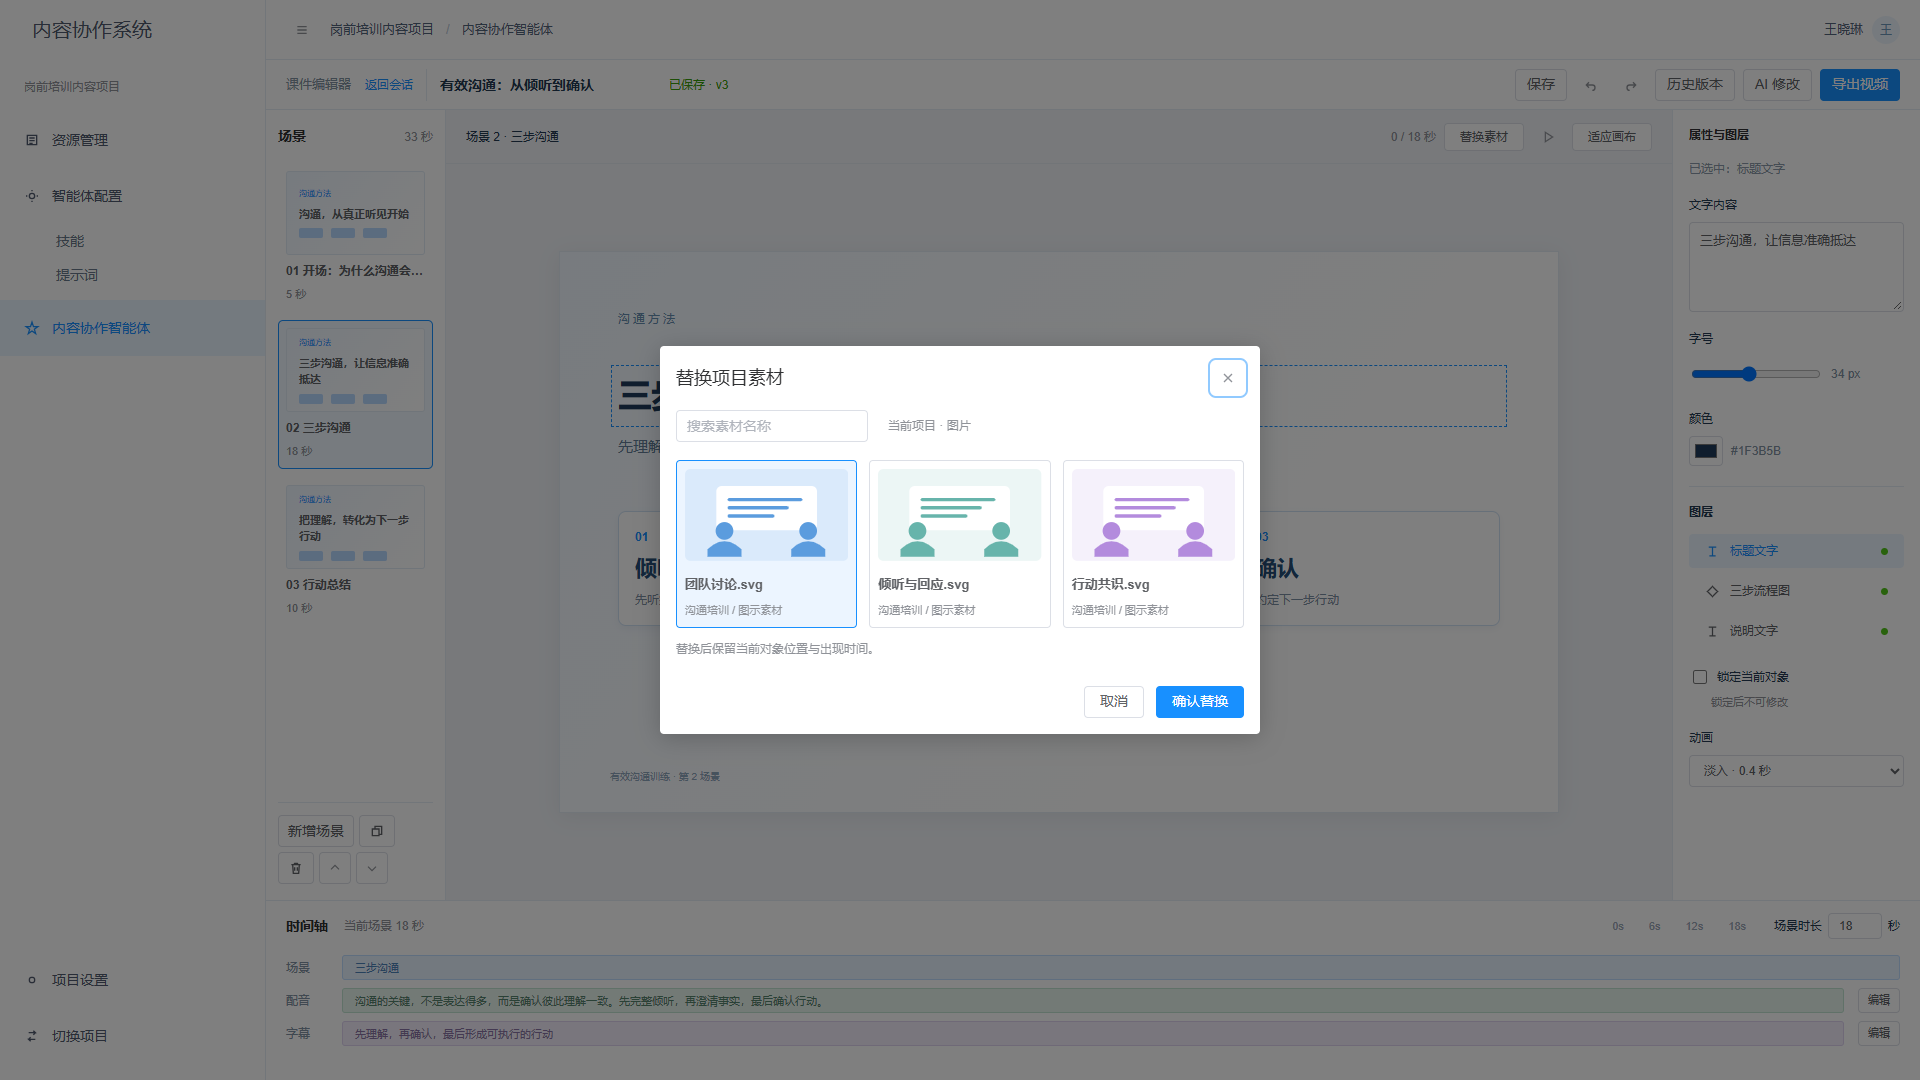 内容协作系统
岗前培训内容项目 / 内容协作智能体
王晓琳 王
岗前培训内容项目
资源管理
智能体配置
技能
提示词
内容协作智能体
项目设置
切换项目
课件编辑器 返回会话 有效沟通：从倾听到确认 已保存 · v3
保存 历史版本 AI 修改 导出视频
场景 33 秒
沟通方法
沟通，从真正听见开始
01 开场：为什么沟通会...
5 秒
沟通方法
三步沟通，让信息准确
抵达
02 三步沟通
18 秒
沟通方法
把理解，转化为下一步
行动
03 行动总结
10 秒
新增场景
场景 2 · 三步沟通 0 / 18 秒 替换素材 适应画布
沟通方法
先理解
01
先听
03
确认
约定下一步行动
有效沟通训练 · 第 2 场景
替换项目素材
×
搜索素材名称 当前项目 · 图片
团队讨论.svg
沟通培训 / 图示素材
倾听与回应.svg
沟通培训 / 图示素材
行动共识.svg
沟通培训 / 图示素材
替换后保留当前对象位置与出现时间。
取消 确认替换
属性与图层
已选中：标题文字
文字内容
三步沟通，让信息准确抵达
字号
34 px
颜色
#1F3B5B
图层
标题文字
三步流程图
说明文字
锁定当前对象
锁定后不可修改
动画
淡入 · 0.4 秒
时间轴 当前场景 18 秒 0s 6s 12s 18s 场景时长 18 秒
场景 三步沟通
配音 沟通的关键，不是表达得多，而是确认彼此理解一致。先完整倾听，再澄清事实，最后确认行动。 编辑
字幕 先理解，再确认，最后形成可执行的行动 编辑